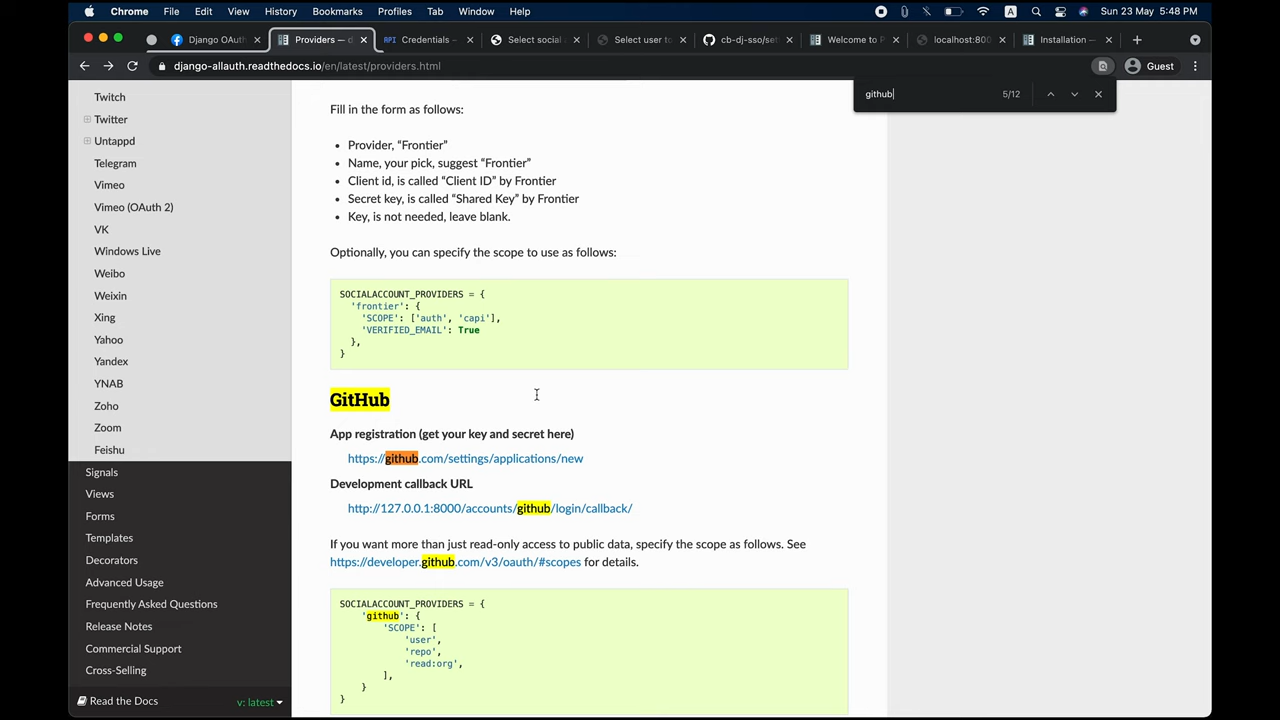 Chrome File Edit View History Bookmarks Profiles Tab Window Help A Sun 23 May 5:48 PM
Django OAuth Providers — d RPI Credentials – Select social a Select user to cb-dj-sso/set Welcome to P localhost:800 Installation —
django-allauth.readthedocs.io/en/latest/providers.html Guest
github 5/12
Twitch
Twitter
Untappd
Telegram
Vimeo
Vimeo (OAuth 2)
VK
Windows Live
Weibo
Weixin
Xing
Yahoo
Yandex
YNAB
Zoho
Zoom
Feishu
Signals
Views
Forms
Templates
Decorators
Advanced Usage
Frequently Asked Questions
Release Notes
Commercial Support
Cross-Selling
Read the Docs v: latest
Fill in the form as follows:
• Provider, “Frontier”
• Name, your pick, suggest “Frontier”
• Client id, is called “Client ID” by Frontier
• Secret key, is called “Shared Key” by Frontier
• Key, is not needed, leave blank.
Optionally, you can specify the scope to use as follows:
SOCIALACCOUNT_PROVIDERS = {
'frontier': {
'SCOPE': ['auth', 'capi'],
'VERIFIED_EMAIL': True
},
}
GitHub
App registration (get your key and secret here)
https://github.com/settings/applications/new
Development callback URL
http://127.0.0.1:8000/accounts/github/login/callback/
If you want more than just read-only access to public data, specify the scope as follows. See
https://developer.github.com/v3/oauth/#scopes for details.
SOCIALACCOUNT_PROVIDERS = {
'github': {
'SCOPE': [
'user',
'repo',
'read:org',
],
}
}